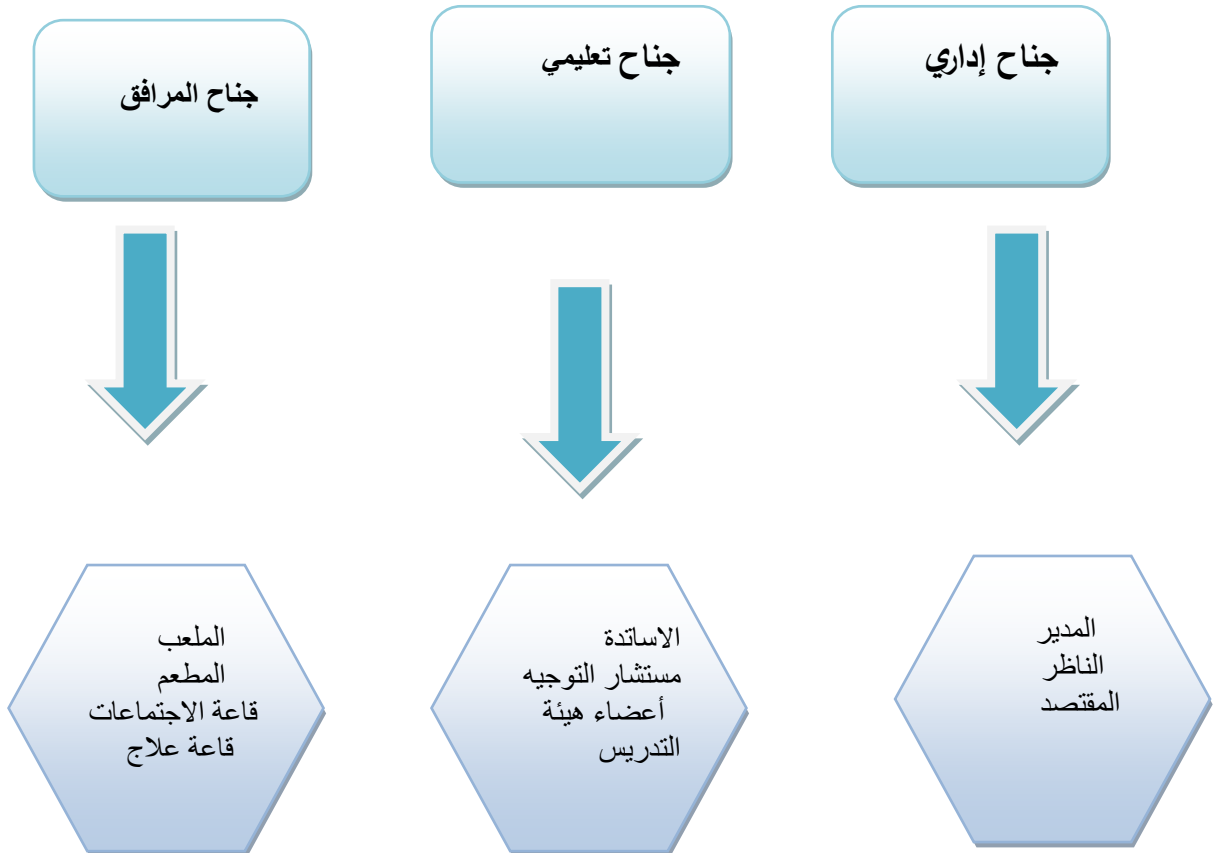 جناح إداري
جناح تعليمي
جناح المرافق
المدير
الناظر
المقتصد
الاساتدة
مستشار التوجيه
أعضاء هيئة
التدريس
الملعب
المطعم
قاعة الاجتماعات
قاعة علاج